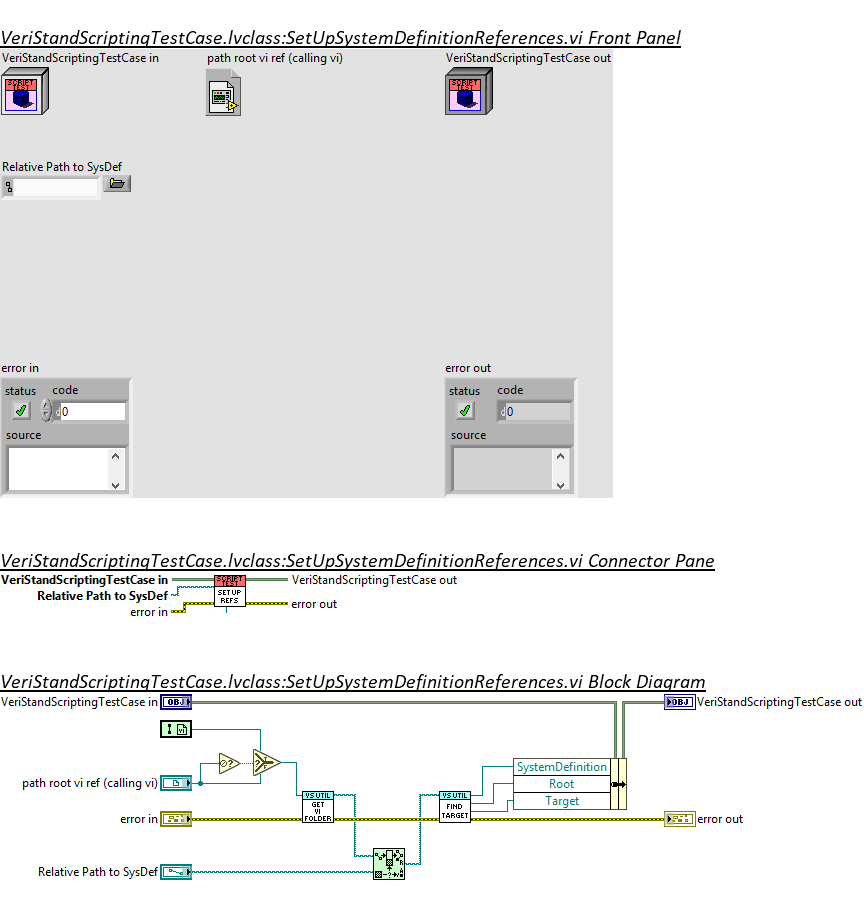 VeriStandScriptingTestCase.lvclass:SetUpSystemDefinitionReferences.vi Front Panel
VeriStandScriptingTestCase in
path root vi ref (calling vi)
VeriStandScriptingTestCase out
SCRIPT
TEST
SCRIPT
TEST
Relative Path to SysDef
error in
error out
status
code
status
code
d
0
d
0
source
source
VeriStandScriptingTestCase.lvclass:SetUpSystemDefinitionReferences.vi Connector Pane
VeriStandScriptingTestCase in
SCRIPT
TEST
VeriStandScriptingTestCase out
Relative Path to SysDef
SET UP
REFS
error in
error out
VeriStandScriptingTestCase.lvclass:SetUpSystemDefinitionReferences.vi Block Diagram
VeriStandScriptingTestCase in
OBJ
OBJ
VeriStandScriptingTestCase out
vi
?
?
T
F
SystemDefinition
Root
Target
path root vi ref (calling vi)
VS UTIL
GET
VI
FOLDER
VS UTIL
FIND
TARGET
error in
error out
Relative Path to SysDef